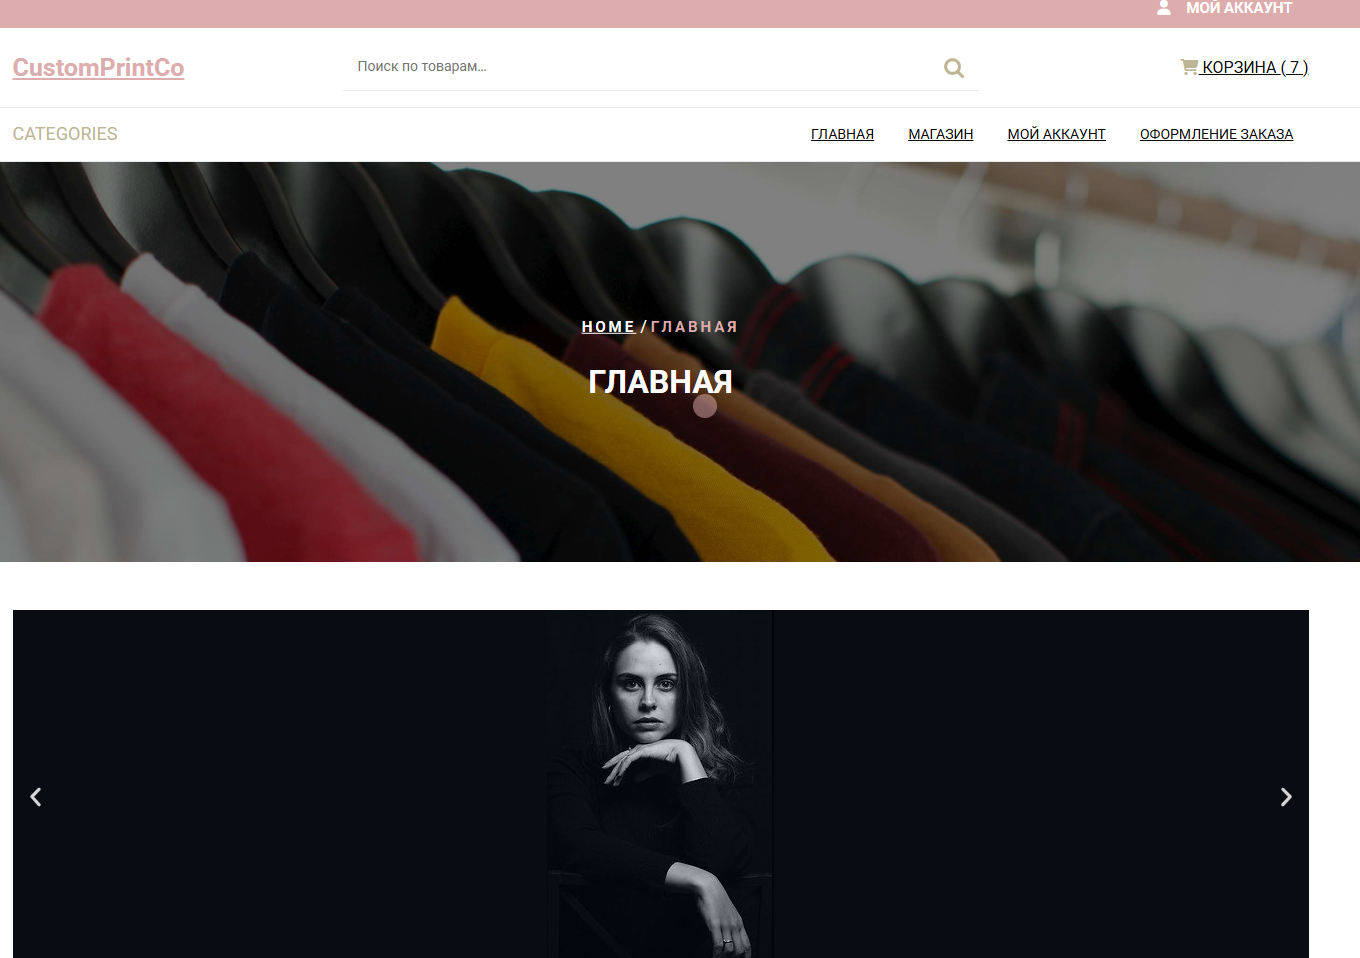 МОЙ АККАУНТ
CustomPrintCo
Поиск по товарам...
КОРЗИНА ( 7 )
CATEGORIES
ГЛАВНАЯ
МАГАЗИН
МОЙ АККАУНТ
ОФОРМЛЕНИЕ ЗАКАЗА
HOME / ГЛАВНАЯ
ГЛАВНАЯ